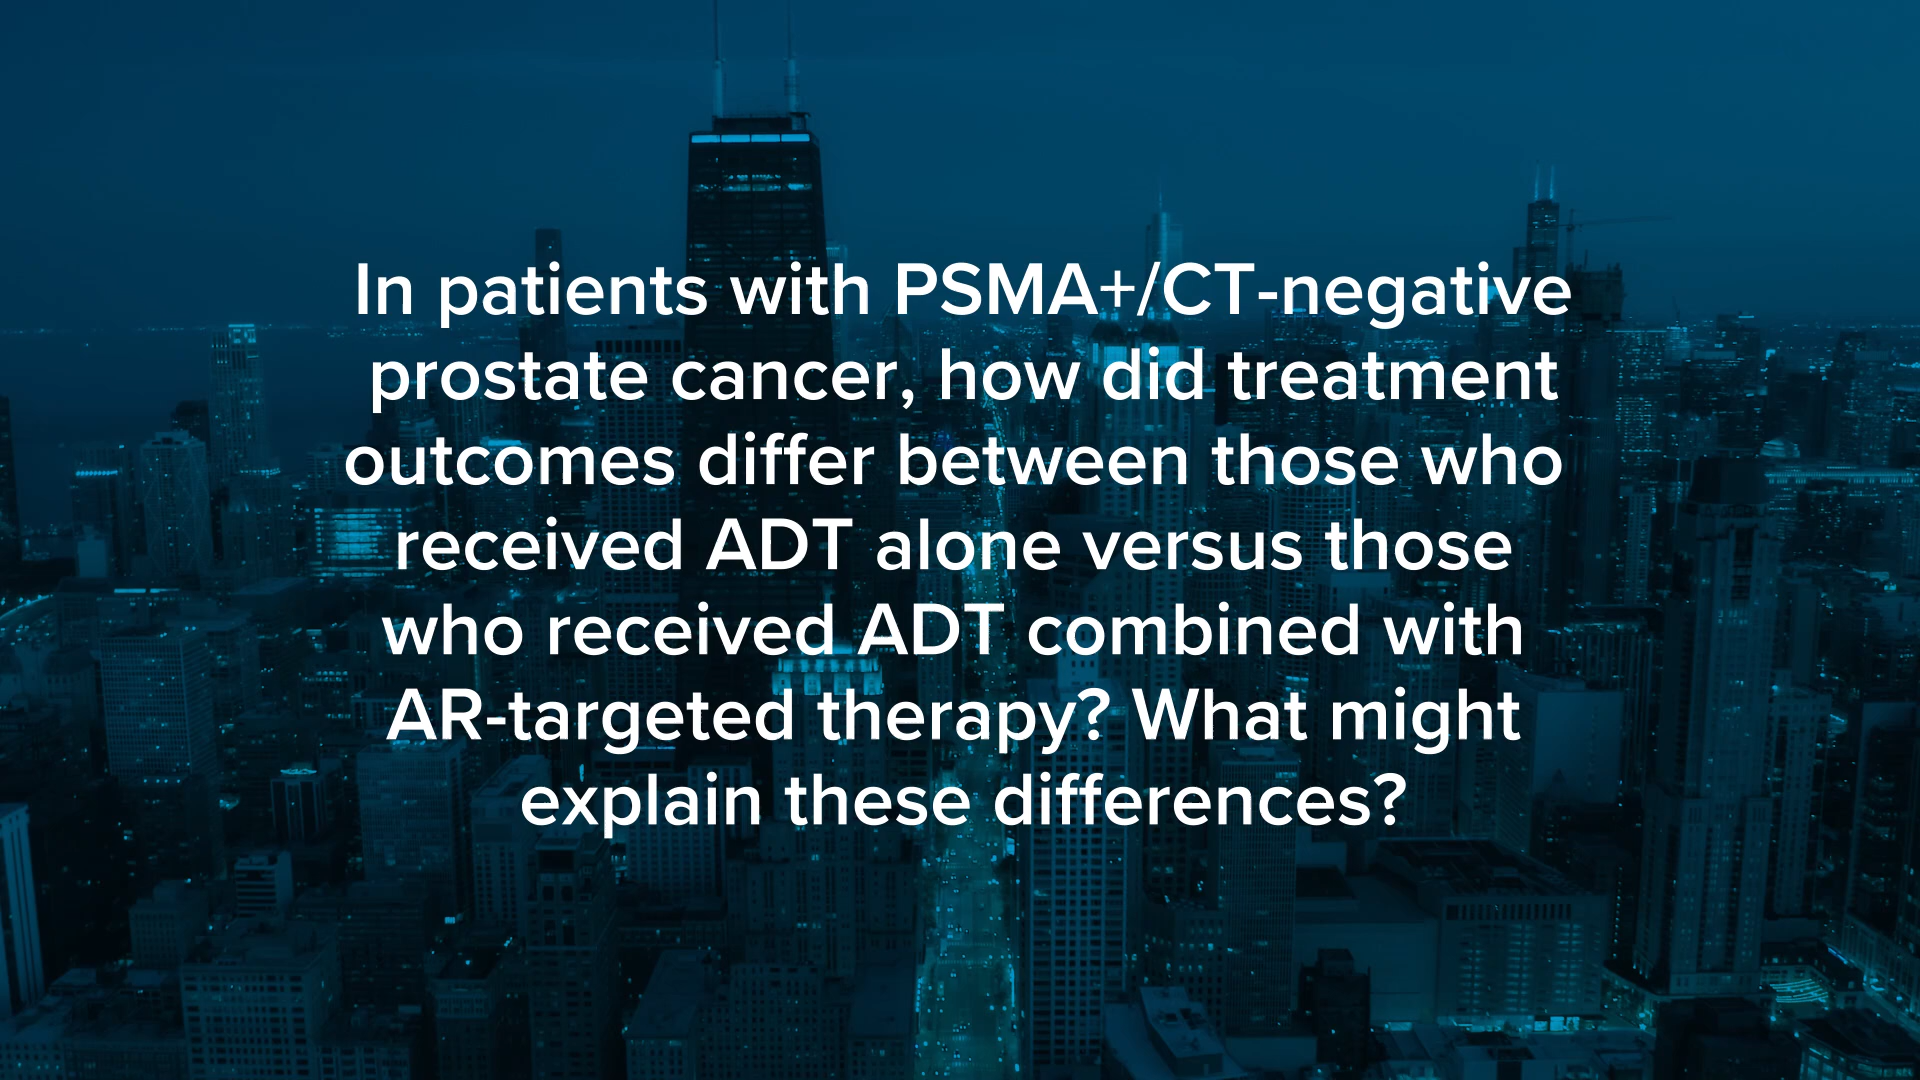 In patients with PSMA+/CT-negative
prostate cancer, how did treatment
outcomes differ between those who
received ADT alone versus those
who received ADT combined with
AR-targeted therapy? What might
explain these differences?